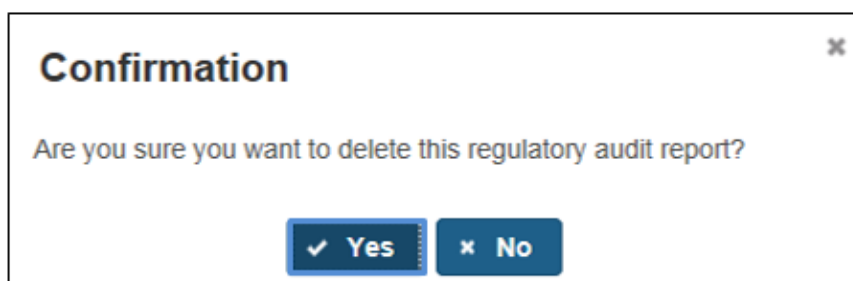 Confirmation
Are you sure you want to delete this regulatory audit report?
Yes No